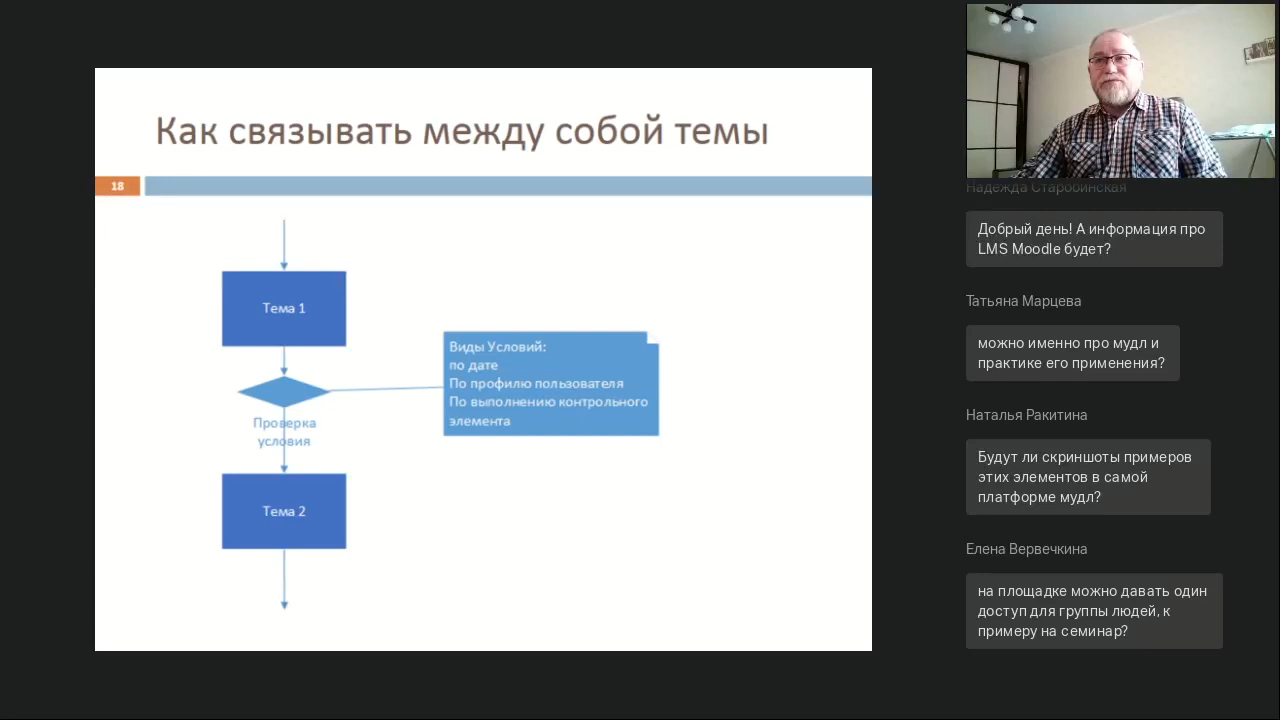 Как связывать между собой темы
18
Тема 1
Виды Условий:
по дате
По профилю пользователя
По выполнению контрольного
элемента
Проверка
условия
Тема 2
Надежда Старобинская
Добрый день! А информация про
LMS Moodle будет?
Татьяна Марцева
можно именно про мудл и
практике его применения?
Наталья Ракитина
Будут ли скриншоты примеров
этих элементов в самой
платформе мудл?
Елена Вервечкина
на площадке можно давать один
доступ для группы людей, к
примеру на семинар?